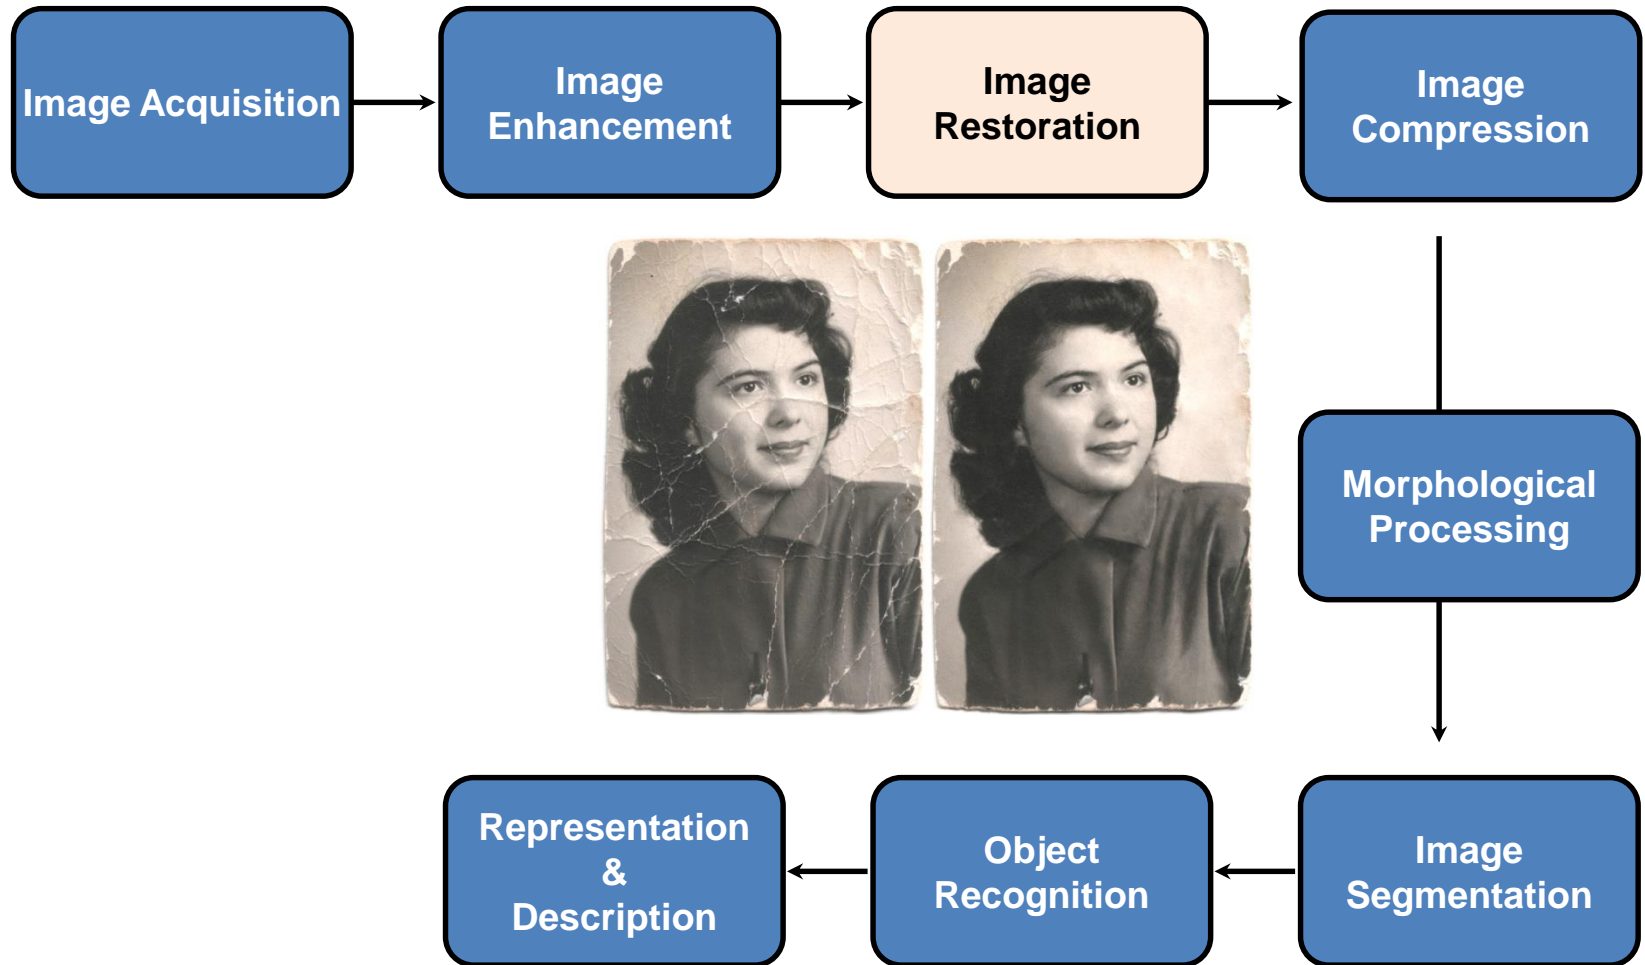 Image Acquisition
Image
Enhancement
Image
Restoration
Image
Compression
Morphological
Processing
Image
Segmentation
Object
Recognition
Representation
&
Description